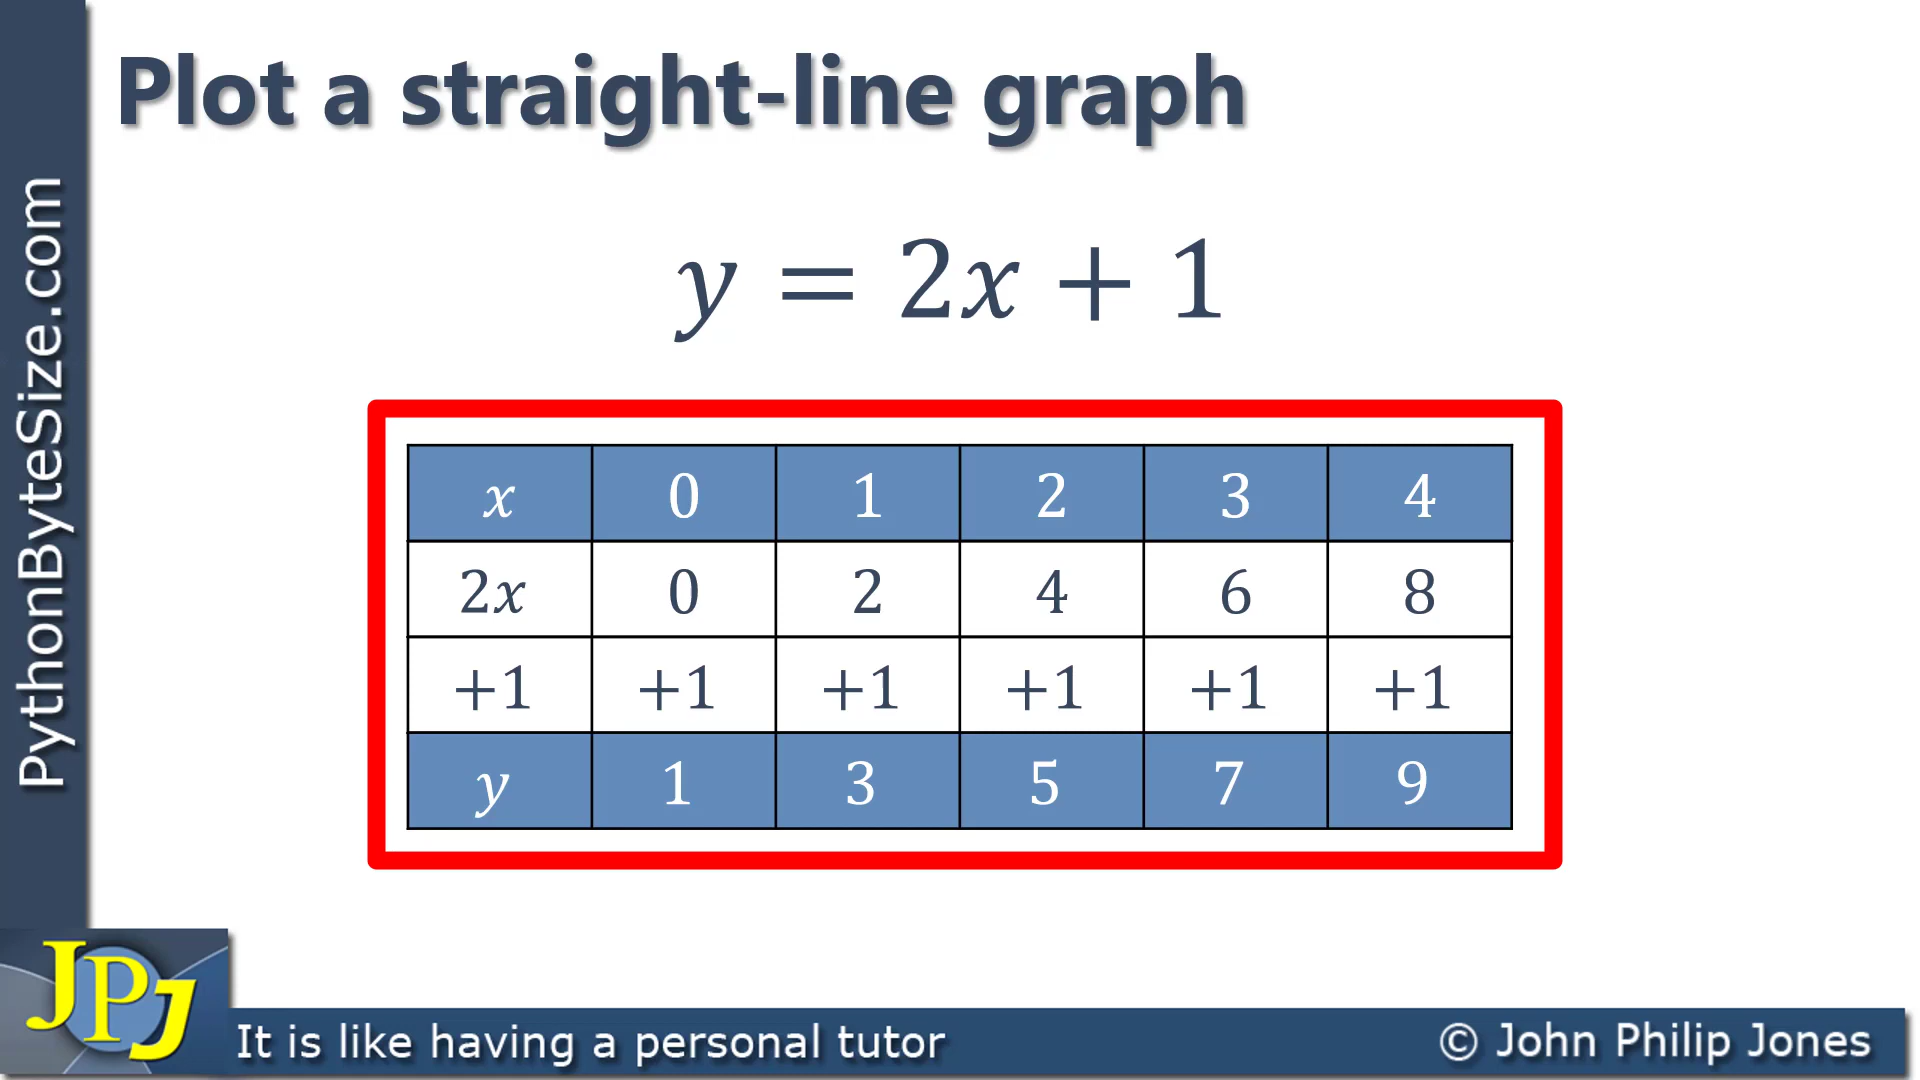 Plot a straight-line graph
y = 2x + 1
x 0 1 2 3 4
2x 0 2 4 6 8
+1 +1 +1 +1 +1 +1
y 1 3 5 7 9
PythonByteSize.com
JPJ
It is like having a personal tutor
© John Philip Jones